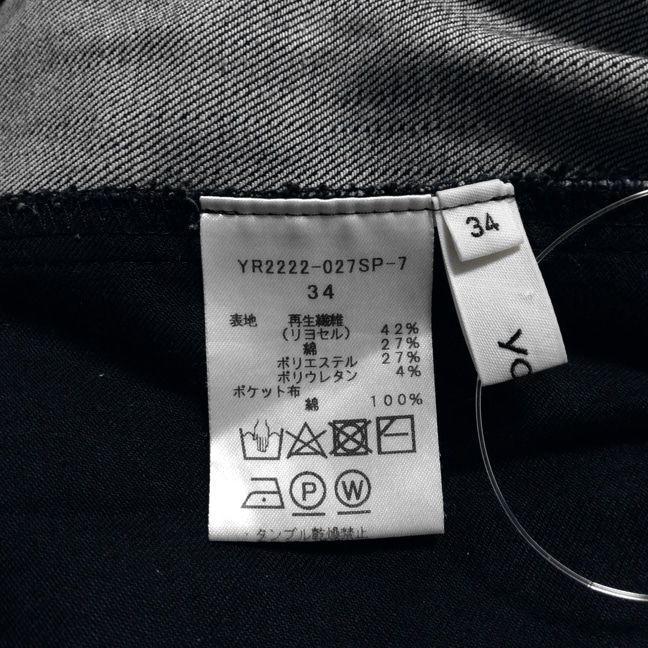 YR2222-027SP-7
34
表地 再生繊維
(リヨセル) 42%
綿 27%
ポリエステル 27%
ポリウレタン 4%
ポケット布
綿 100%
P W
・タンブル乾燥禁止
34